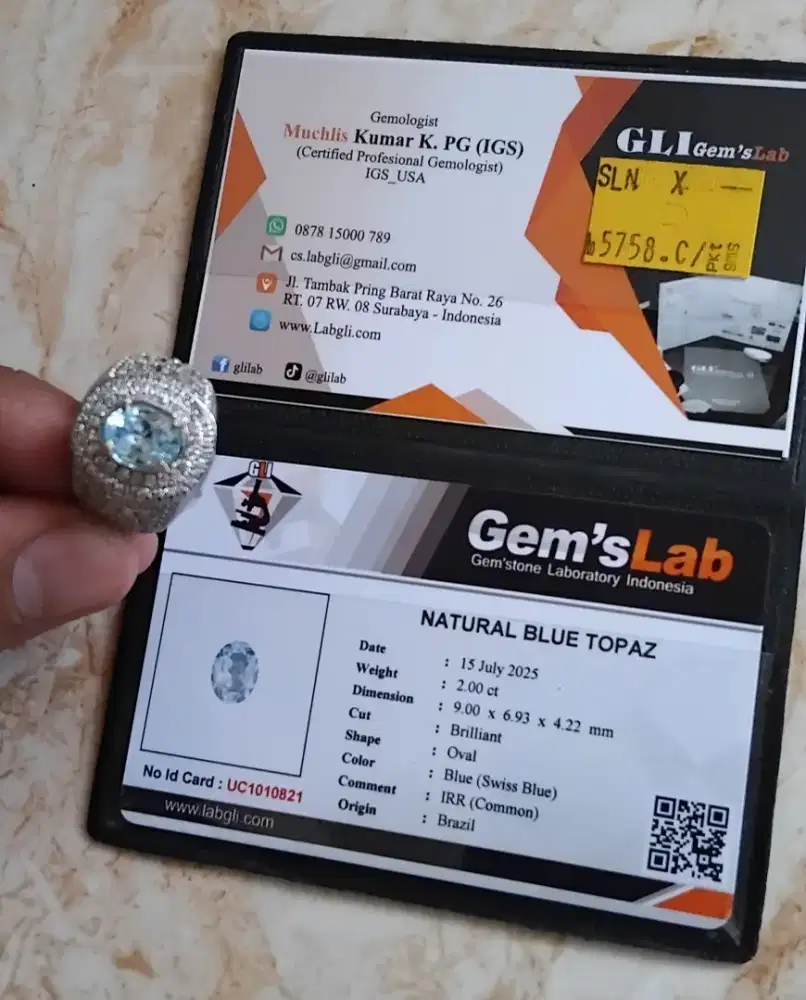 Gemologist
Muchlis Kumar K. PG (IGS)
(Certified Profesional Gemologist)
IGS_USA
0878 15000 789
cs.labgli@gmail.com
Jl. Tambak Pring Barat Raya No. 26
RT. 07 RW. 08 Surabaya - Indonesia
www.Labgli.com
glilab
@glilab
GLI Gem'sLab
SLN X —
5758.C/
GLI
Gem'sLab
Gem'stone Laboratory Indonesia
NATURAL BLUE TOPAZ
Date : 15 July 2025
Weight : 2.00 ct
Dimension : 9.00 x 6.93 x 4.22 mm
Cut : Brilliant
Shape : Oval
Color : Blue (Swiss Blue)
Comment : IRR (Common)
Origin : Brazil
No Id Card : UC1010821
www.labgli.com